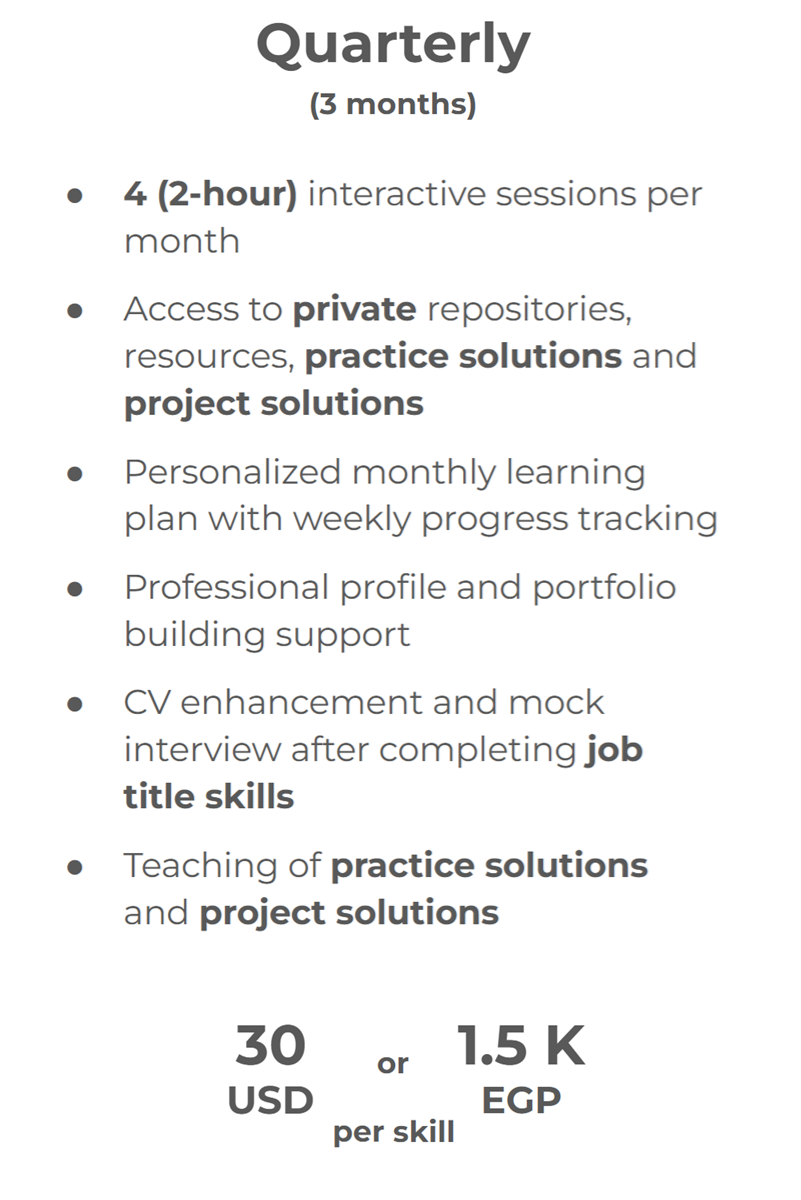 Quarterly
(3 months)
● 4 (2-hour) interactive sessions per
month
● Access to private repositories,
resources, practice solutions and
project solutions
● Personalized monthly learning
plan with weekly progress tracking
● Professional profile and portfolio
building support
● CV enhancement and mock
interview after completing job
title skills
● Teaching of practice solutions
and project solutions
30 or 1.5 K
USD EGP
per skill